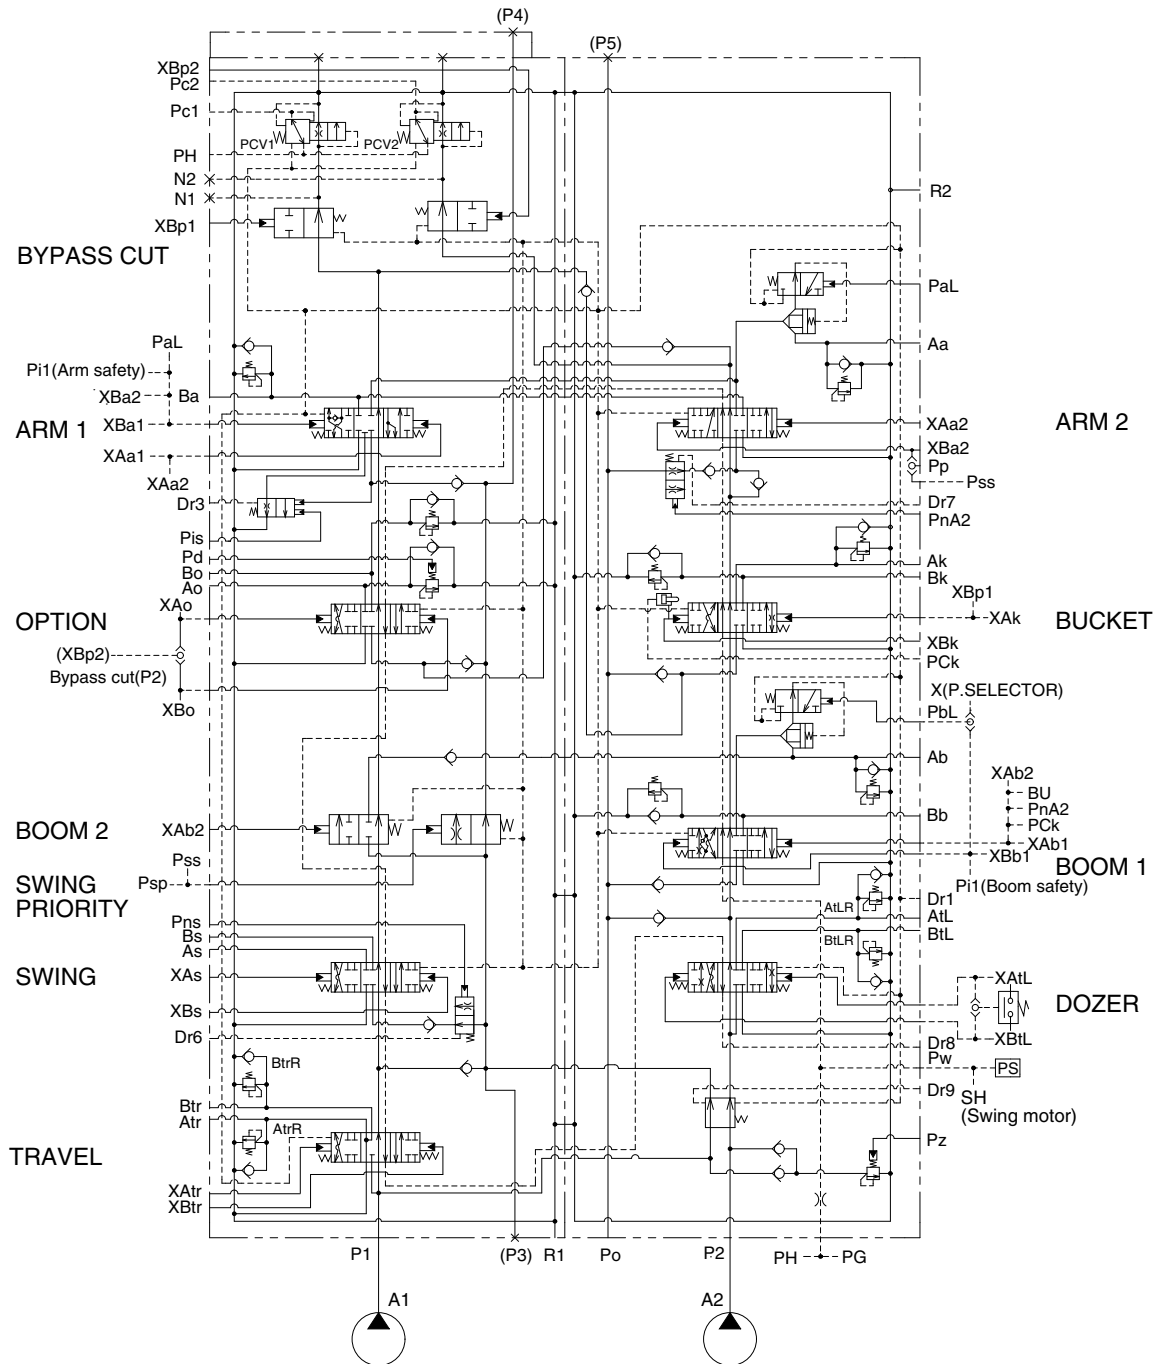 (P4)
(P5)
XBp2
Pc2
Pc1
PCV1
PCV2
PH
N2
N1
R2
XBp1
BYPASS CUT
PaL
PaL
Aa
Pi1(Arm safety)
XBa2
Ba
ARM 1
XBa1
XAa2
ARM 2
XAa1
XBa2
Pp
XAa2
Pss
Dr3
Dr7
PnA2
Pis
Pd
Bo
Ao
Ak
Bk
XAo
XBp1
OPTION
XAk
BUCKET
(XBp2)
XBk
Bypass cut(P2)
PCk
XBo
X(P.SELECTOR)
PbL
Ab
XAb2
BU
PnA2
PCk
BOOM 2
XAb2
Bb
XAb1
XBb1
BOOM 1
Pss
Psp
SWING
PRIORITY
Pi1(Boom safety)
Dr1
AtLR
AtL
Pns
Bs
As
BtLR
BtL
SWING
XAs
XAtL
DOZER
XBs
Dr6
XBtL
Dr8
Pw
BtrR
PS
Dr9
SH
(Swing motor)
Btr
Atr
AtrR
Pz
TRAVEL
XAtr
XBtr
P1
(P3)
R1
Po
P2
PH
PG
A1
A2